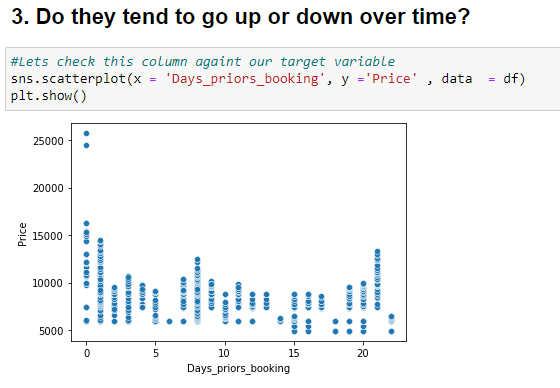 3. Do they tend to go up or down over time?
#Lets check this column againt our target variable
sns.scatterplot(x = 'Days_priors_booking', y ='Price' , data  = df)
plt.show()
25000
20000
15000
10000
5000
Price
0 5 10 15 20
Days_priors_booking